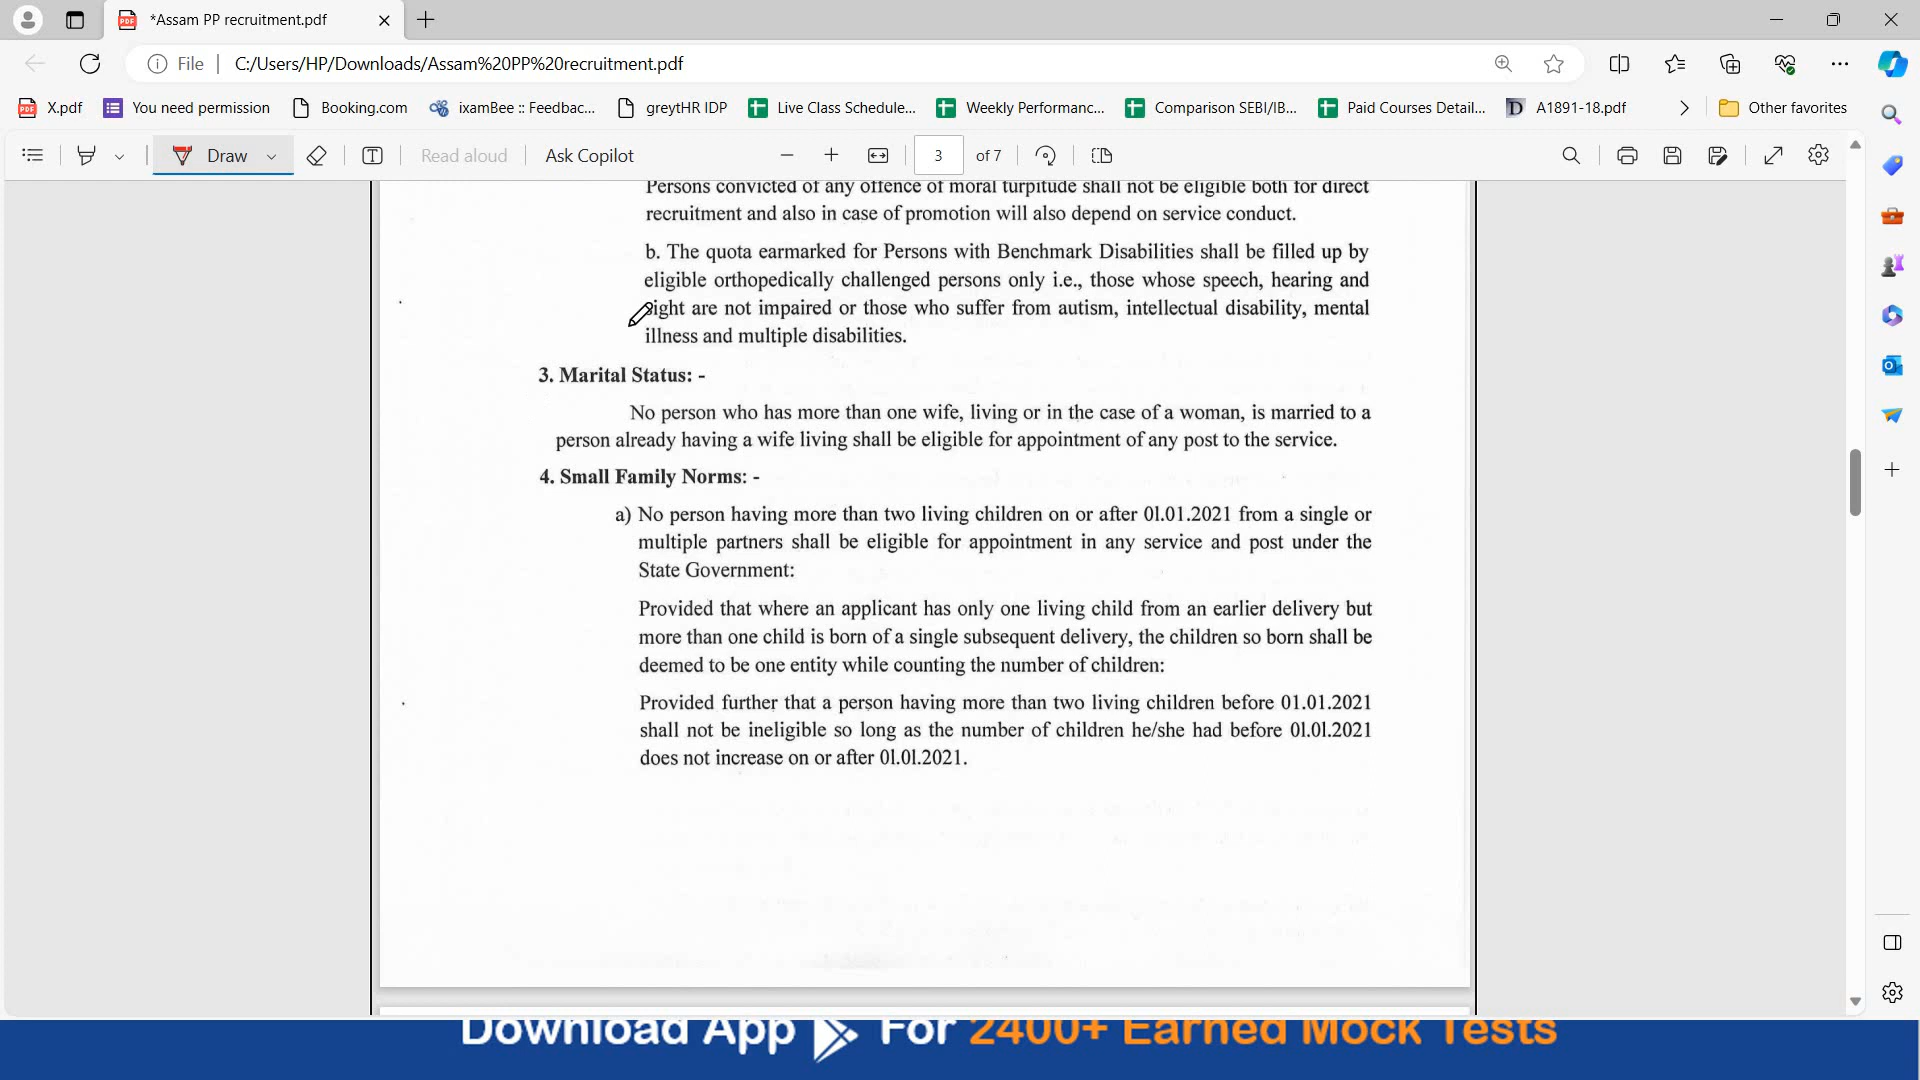 *Assam PP recruitment.pdf
File
C:/Users/HP/Downloads/Assam%20PP%20recruitment.pdf
X.pdf
You need permission
Booking.com
ixamBee :: Feedbac...
greytHR IDP
Live Class Schedule...
Weekly Performanc...
Comparison SEBI/IB...
Paid Courses Detail...
A1891-18.pdf
Other favorites
Draw
Read aloud
Ask Copilot
3 of 7
Persons convicted of any offence of moral turpitude shall not be eligible both for direct
recruitment and also in case of promotion will also depend on service conduct.
b. The quota earmarked for Persons with Benchmark Disabilities shall be filled up by
eligible orthopedically challenged persons only i.e., those whose speech, hearing and
sight are not impaired or those who suffer from autism, intellectual disability, mental
illness and multiple disabilities.
3. Marital Status: -
No person who has more than one wife, living or in the case of a woman, is married to a
person already having a wife living shall be eligible for appointment of any post to the service.
4. Small Family Norms: -
a) No person having more than two living children on or after 0l.01.2021 from a single or
multiple partners shall be eligible for appointment in any service and post under the
State Government:
Provided that where an applicant has only one living child from an earlier delivery but
more than one child is born of a single subsequent delivery, the children so born shall be
deemed to be one entity while counting the number of children:
Provided further that a person having more than two living children before 01.01.2021
shall not be ineligible so long as the number of children he/she had before 0l.0l.2021
does not increase on or after 0l.0l.2021.
Download App For 2400+ Earned Mock Tests